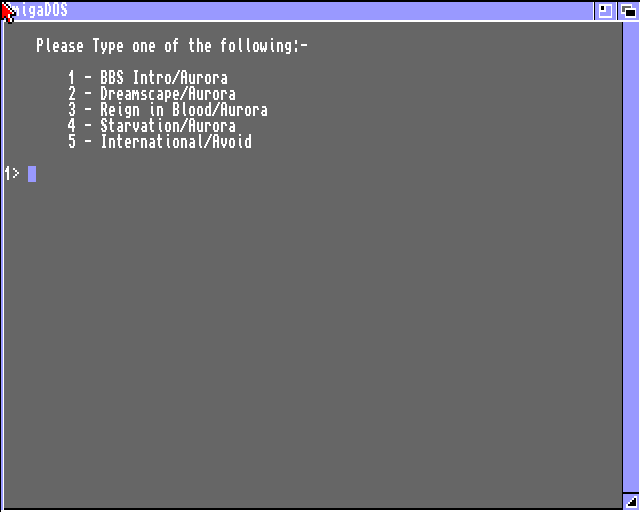 migaDOS
Please Type one of the following:-
1 - BBS Intro/Aurora
2 - Dreamscape/Aurora
3 - Reign in Blood/Aurora
4 - Starvation/Aurora
5 - International/Avoid
1>